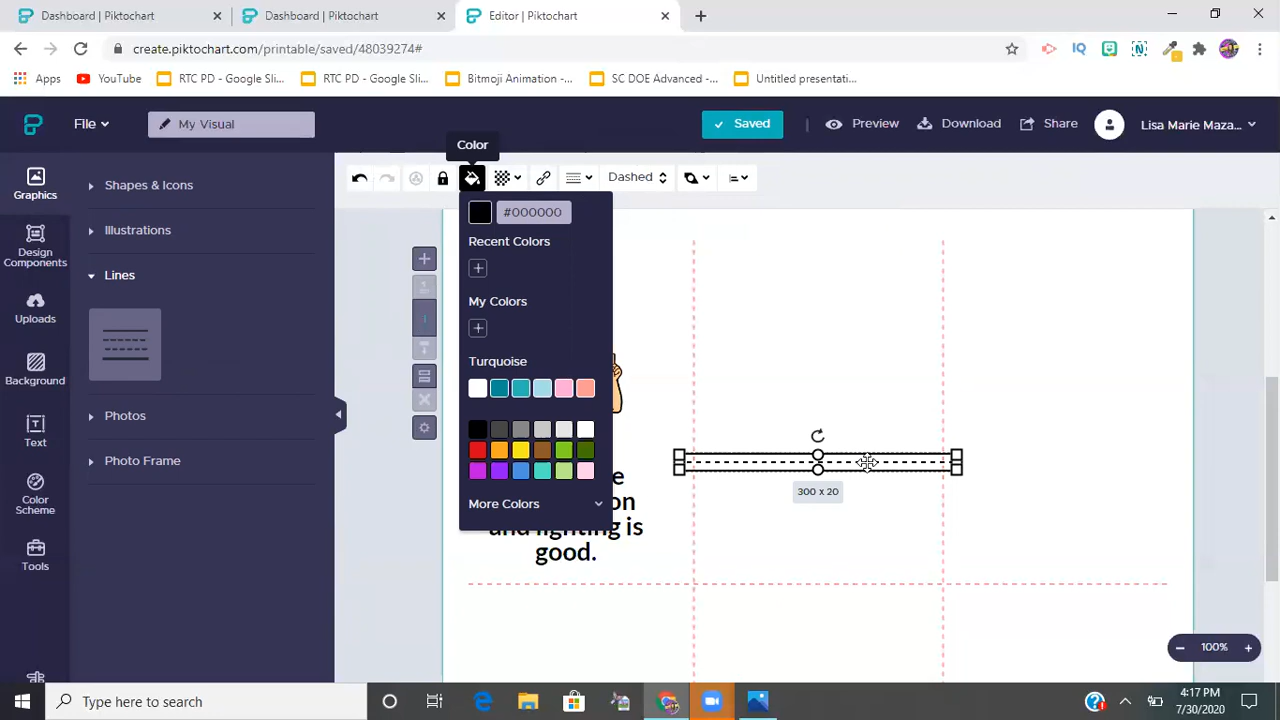 Dashboard | Piktochart
Dashboard | Piktochart
Editor | Piktochart
create.piktochart.com/printable/saved/48039274#
Apps
YouTube
RTC PD - Google Sli...
RTC PD - Google Sli...
Bitmoji Animation -...
SC DOE Advanced -...
Untitled presentati...
File
My Visual
Saved
Preview
Download
Share
Lisa Marie Maza...
Color
Graphics
Shapes & Icons
Dashed
#000000
Illustrations
Design
Components
Recent Colors
Lines
My Colors
Uploads
Turquoise
Background
Photos
Text
Photo Frame
300 x 20
Color
Scheme
More Colors
e
on
and lighting is
good.
Tools
100%
Type here to search
4:17 PM
7/30/2020